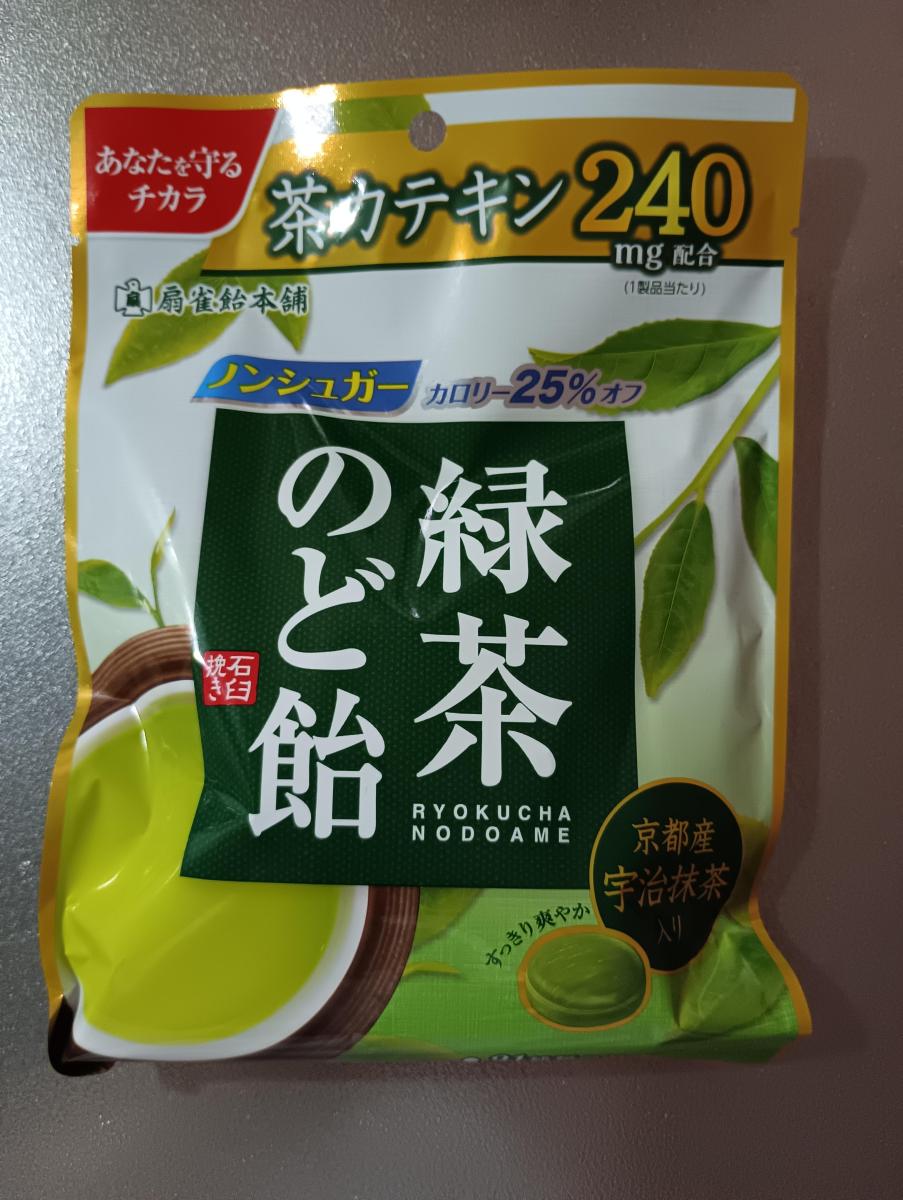 あなたを守る
チカラ
茶カテキン240
mg 配合
(1製品当たり)
扇雀飴本舗
ノンシュガー
カロリー25%オフ
緑茶
のど飴
石臼
挽き
RYOKUCHA
NODOAME
京都産
宇治抹茶
入り
すっきり爽やか